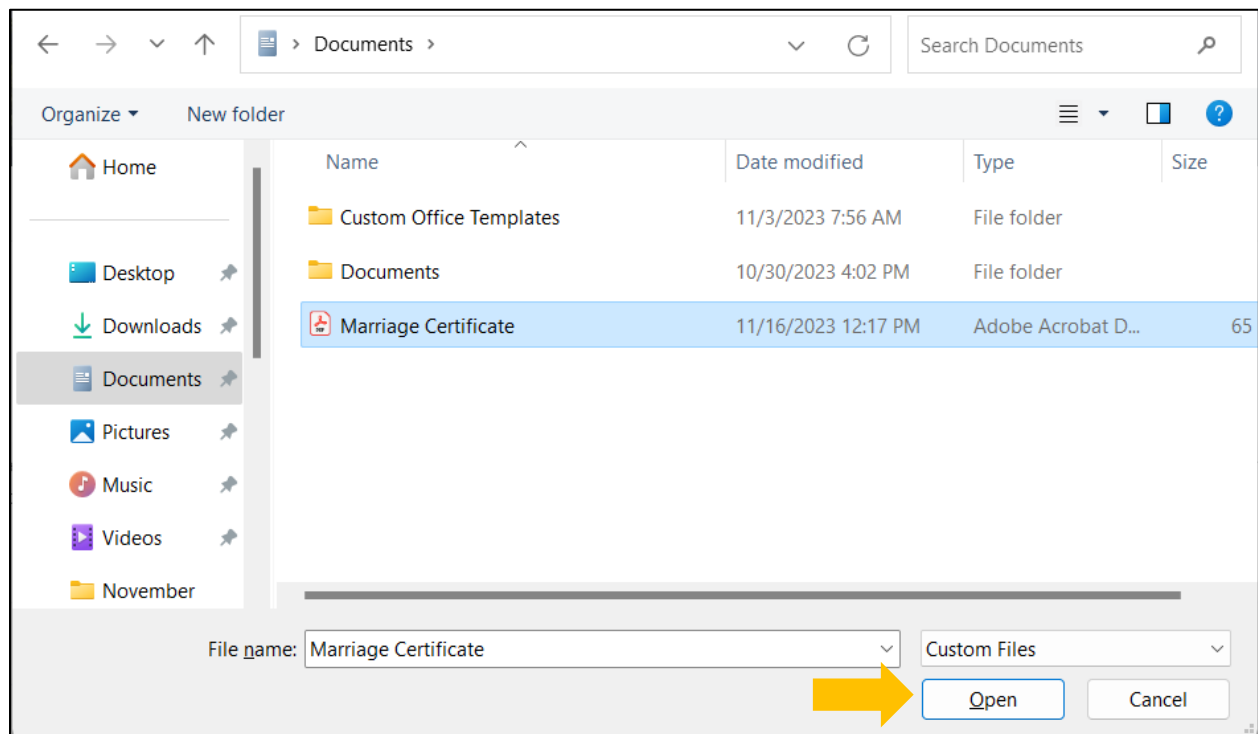 Documents
Search Documents
Organize New folder ?
Name Date modified Type Size
Home
Custom Office Templates 11/3/2023 7:56 AM File folder
Desktop
Documents 10/30/2023 4:02 PM File folder
Downloads
Marriage Certificate 11/16/2023 12:17 PM Adobe Acrobat D... 65
Documents
Pictures
Music
Videos
November
File name: Marriage Certificate Custom Files
Open Cancel